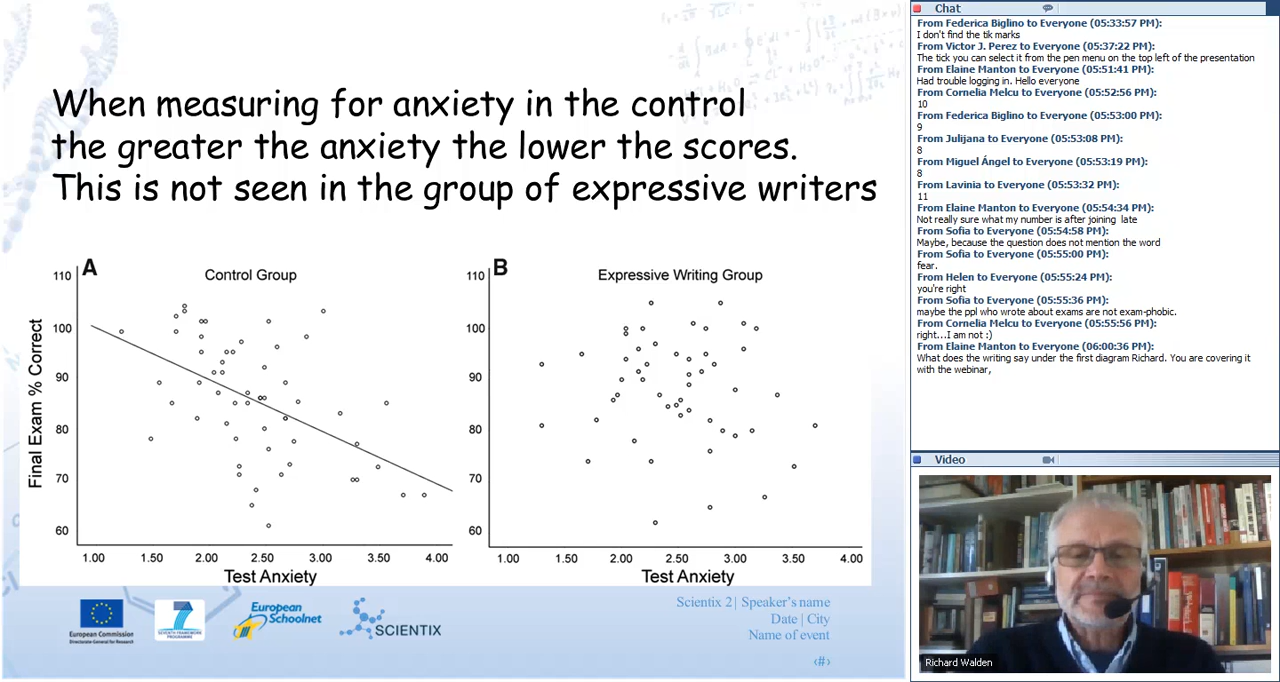 When measuring for anxiety in the control
the greater the anxiety the lower the scores.
This is not seen in the group of expressive writers
A
Control Group
Final Exam % Correct
110
100
90
80
70
60
1.00 1.50 2.00 2.50 3.00 3.50 4.00
Test Anxiety
B
Expressive Writing Group
110
100
90
80
70
60
1.00 1.50 2.00 2.50 3.00 3.50 4.00
Test Anxiety
European Commission
Directorate-General for Research
7
SEVENTH FRAMEWORK
PROGRAMME
European
Schoolnet
SCIENTIX
Scientix 2| Speaker's name
Date | City
Name of event
‹#›
Chat
From Federica Biglino to Everyone (05:33:57 PM):
I don't find the tik marks
From Victor J. Perez to Everyone (05:37:22 PM):
The tick you can select it from the pen menu on the top left of the presentation
From Elaine Manton to Everyone (05:51:41 PM):
Had trouble logging in. Hello everyone
From Cornelia Melcu to Everyone (05:52:56 PM):
10
From Federica Biglino to Everyone (05:53:00 PM):
9
From Julijana to Everyone (05:53:08 PM):
8
From Miguel Ángel to Everyone (05:53:19 PM):
8
From Lavinia to Everyone (05:53:32 PM):
11
From Elaine Manton to Everyone (05:54:34 PM):
Not really sure what my number is after joining late
From Sofia to Everyone (05:54:58 PM):
Maybe, because the question does not mention the word
From Sofia to Everyone (05:55:00 PM):
fear.
From Helen to Everyone (05:55:24 PM):
you're right
From Sofia to Everyone (05:55:36 PM):
maybe the ppl who wrote about exams are not exam-phobic.
From Cornelia Melcu to Everyone (05:55:56 PM):
right...I am not :)
From Elaine Manton to Everyone (06:00:36 PM):
What does the writing say under the first diagram Richard. You are covering it
with the webinar,
Video
Richard Walden